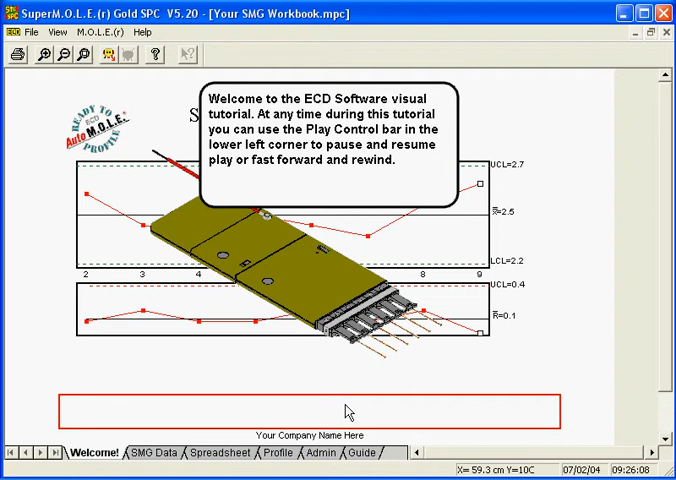 SuperM.O.L.E.(r) Gold SPC V5.20 - [Your SMG Workbook.mpc]
File View M.O.L.E.(r) Help
Welcome to the ECD Software visual
tutorial. At any time during this tutorial
you can use the Play Control bar in the
lower left corner to pause and resume
play or fast forward and rewind.
READY TO
ECD
Auto M.O.L.E.
PROFILE
S
UCL= 2.7
X=2.5
LCL= 2.2
2 3 4 8 9
UCL= 0.4
R=0.1
Your Company Name Here
Welcome! SMG Data Spreadsheet Profile Admin Guide
X= 59.3 cm Y=10C 07/02/04 09:26:08